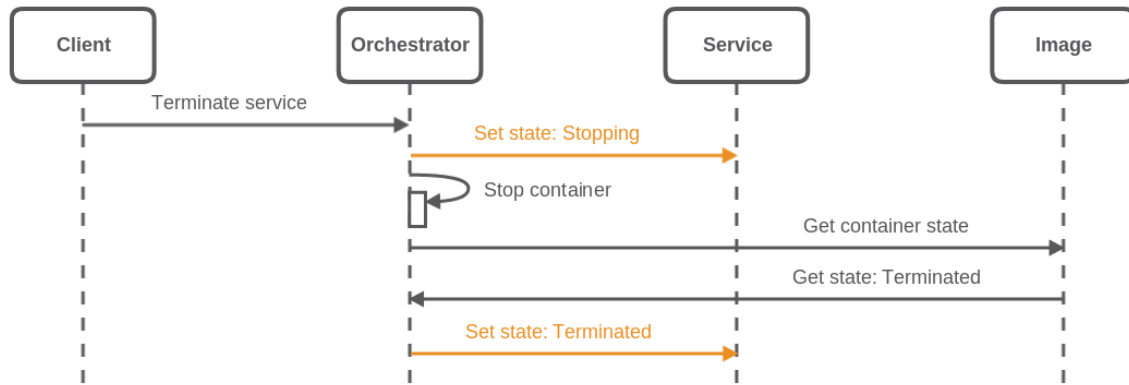 Client
Orchestrator
Service
Image
Terminate service
Set state: Stopping
Stop container
Get container state
Get state: Terminated
Set state: Terminated